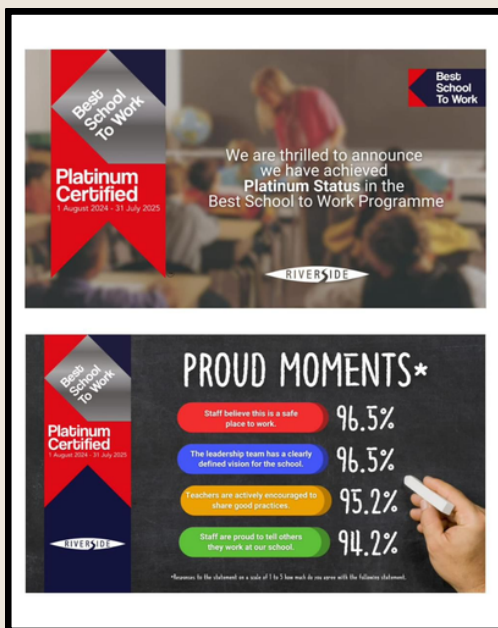 Best
School
To Work
Platinum
Certified
1 August 2024 - 31 July 2025
Best
School
To Work
We are thrilled to announce
we have achieved
Platinum Status in the
Best School to Work Programme
RIVERSIDE
Best
School
To Work
Platinum
Certified
1 August 2024 - 31 July 2025
RIVERSIDE
PROUD MOMENTS*
Staff believe this is a safe
place to work.
96.5%
The leadership team has a clearly
defined vision for the school.
96.5%
Teachers are actively encouraged to
share good practices.
95.2%
Staff are proud to tell others
they work at our school.
94.2%
*Responses to the statement on a scale of 1 to 5 how much do you agree with the following statement.